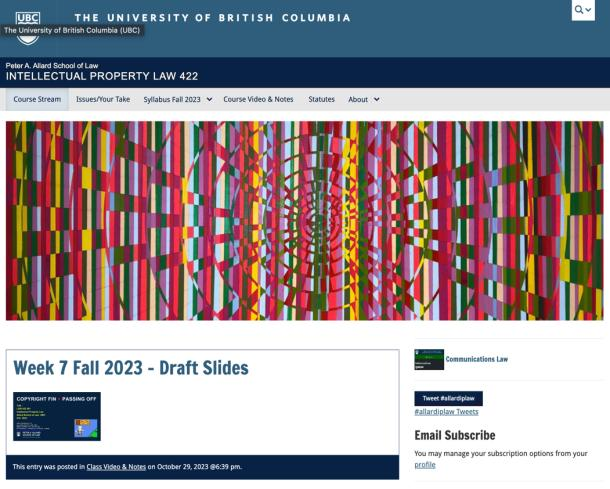 UBC
THE UNIVERSITY OF BRITISH COLUMBIA
The University of British Columbia (UBC)
Peter A. Allard School of Law
INTELLECTUAL PROPERTY LAW 422
Course Stream Issues/Your Take Syllabus Fall 2023 Course Video & Notes Statutes About
Week 7 Fall 2023 – Draft Slides
COPYRIGHT FIN + PASSING OFF
This entry was posted in Class Video & Notes on October 29, 2023 @6:39 pm.
Communications Law
Tweet #allardiplaw
#allardiplaw Tweets
Email Subscribe
You may manage your subscription options from your
profile